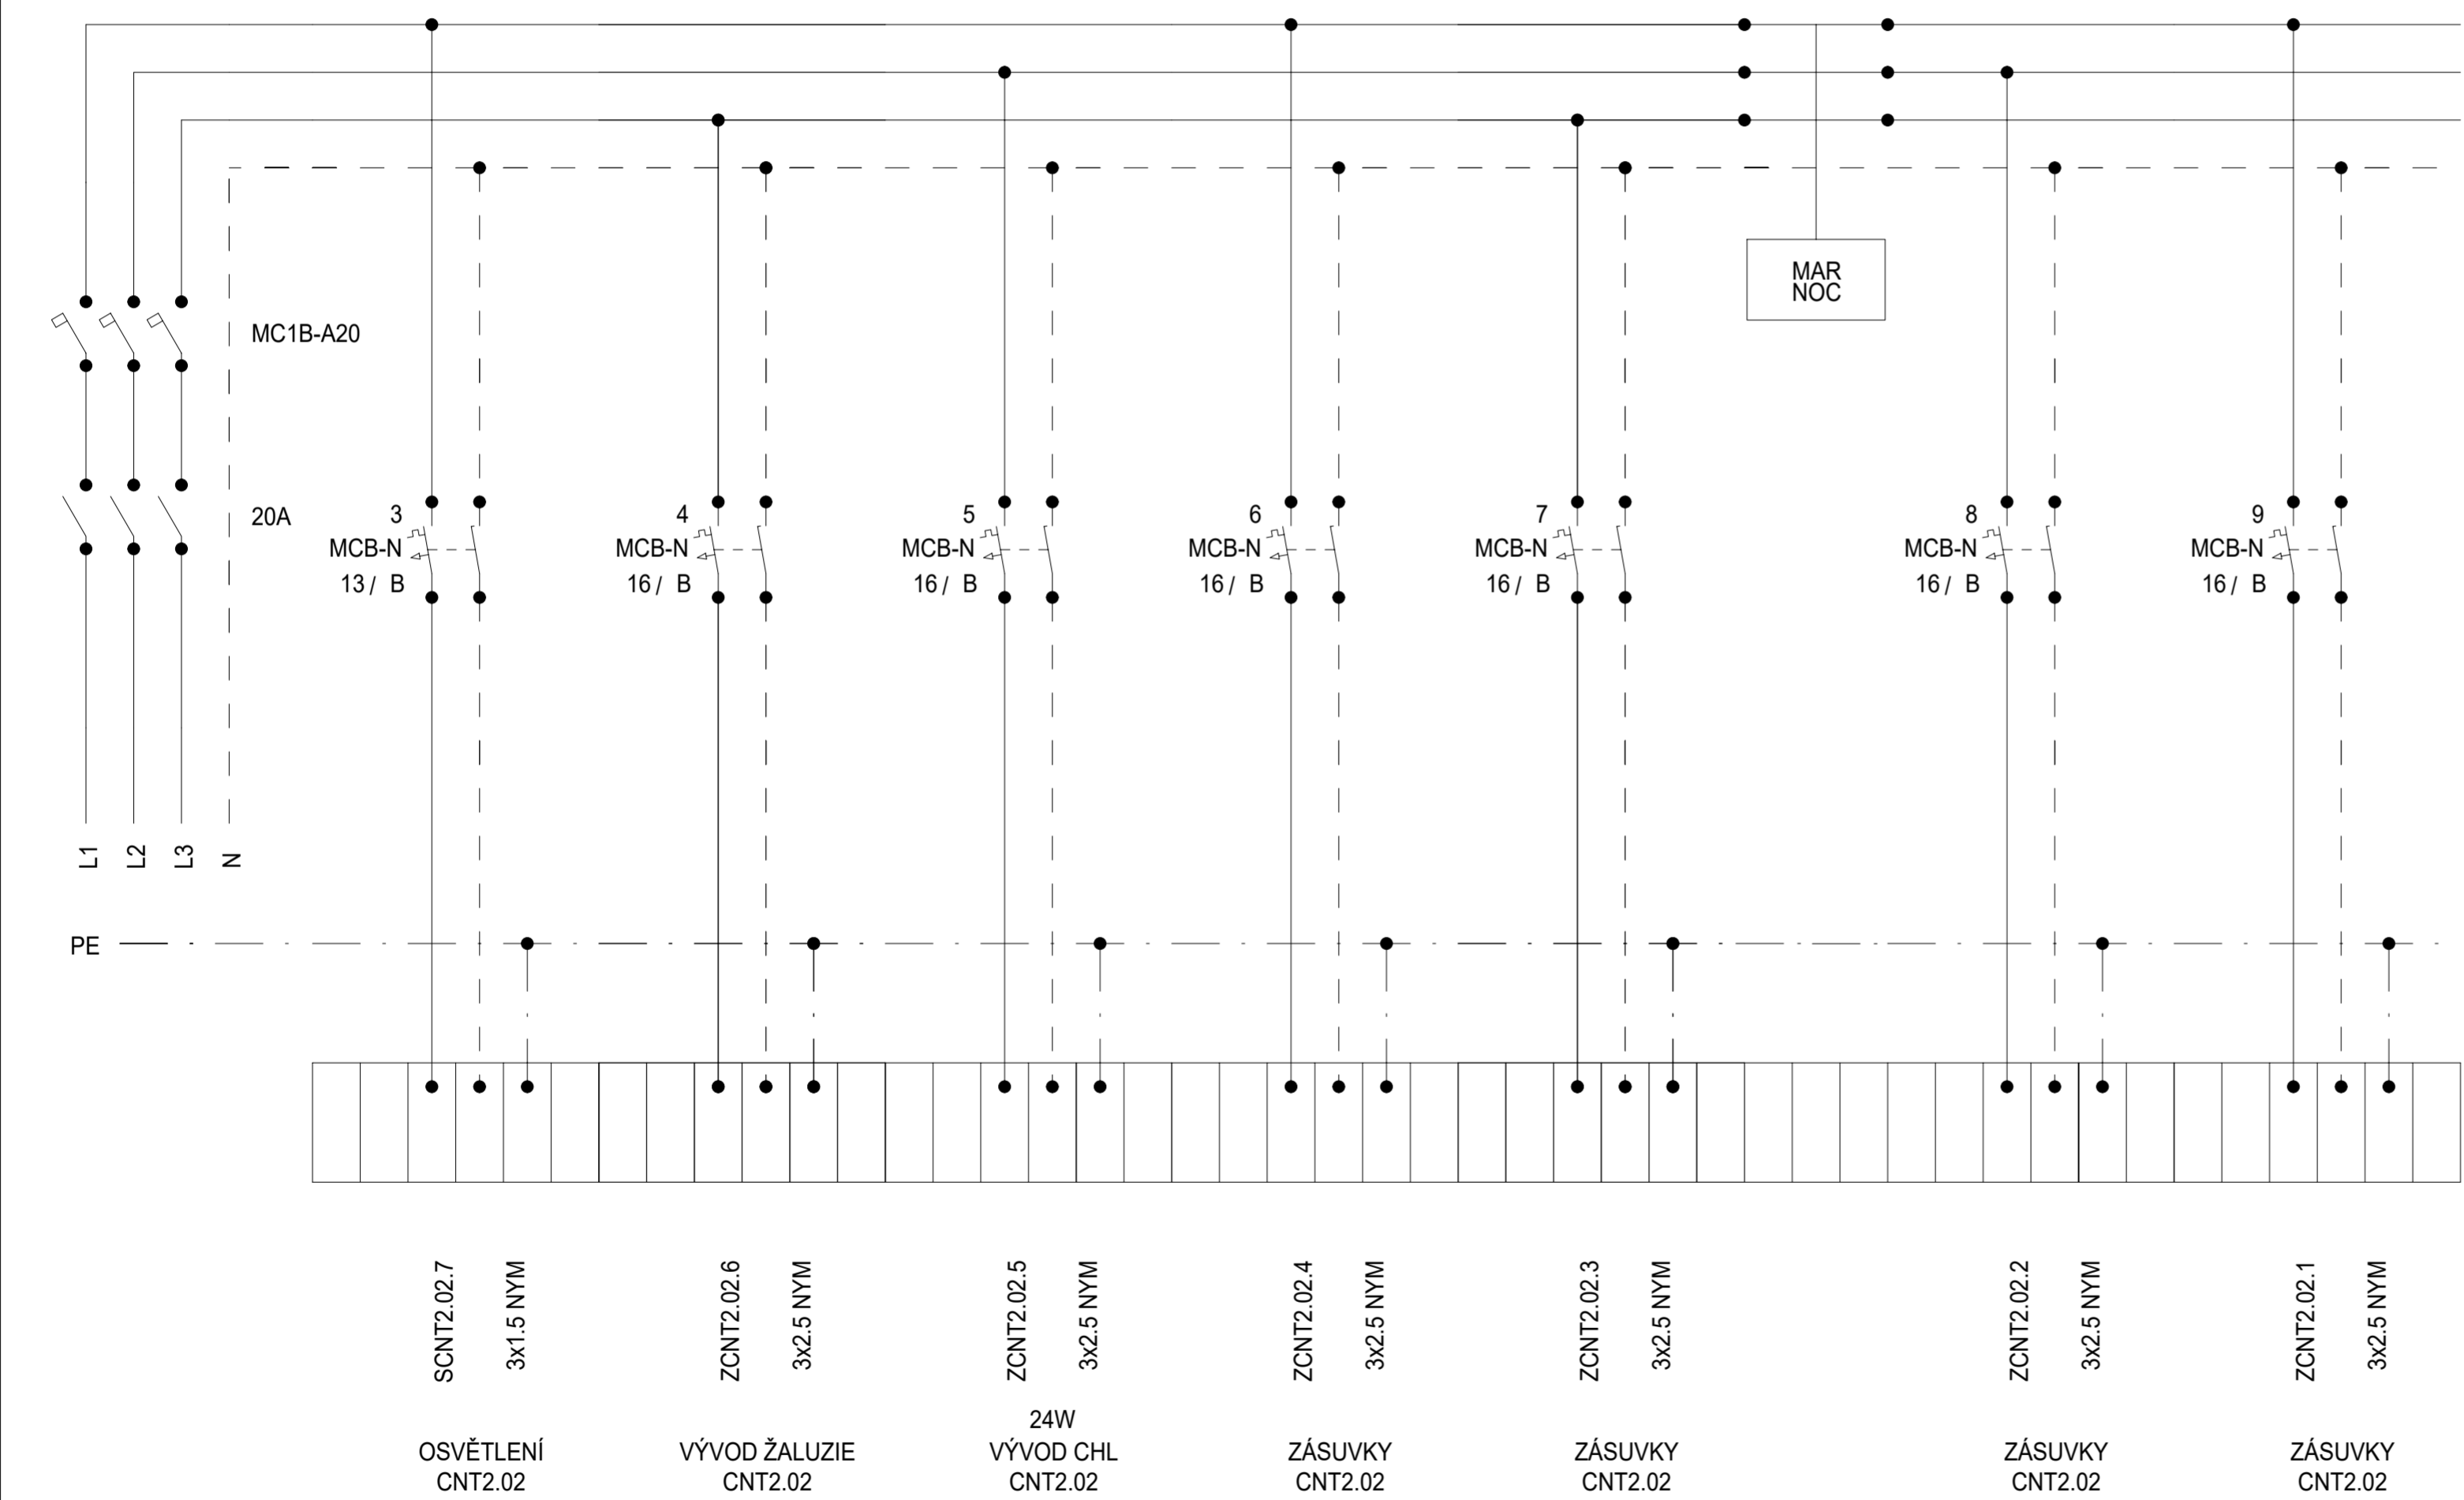 MAR
NOC
MC1B-A20
20A
3
MCB-N
13 / B
4
MCB-N
16 / B
5
MCB-N
16 / B
6
MCB-N
16 / B
7
MCB-N
16 / B
8
MCB-N
16 / B
9
MCB-N
16 / B
L1
L2
L3
N
PE
SCNT2.02.7
3x1.5 NYM
ZCNT2.02.6
3x2.5 NYM
ZCNT2.02.5
3x2.5 NYM
ZCNT2.02.4
3x2.5 NYM
ZCNT2.02.3
3x2.5 NYM
ZCNT2.02.2
3x2.5 NYM
ZCNT2.02.1
3x2.5 NYM
OSVĚTLENÍ
CNT2.02
VÝVOD ŽALUZIE
CNT2.02
24W
VÝVOD CHL
CNT2.02
ZÁSUVKY
CNT2.02
ZÁSUVKY
CNT2.02
ZÁSUVKY
CNT2.02
ZÁSUVKY
CNT2.02